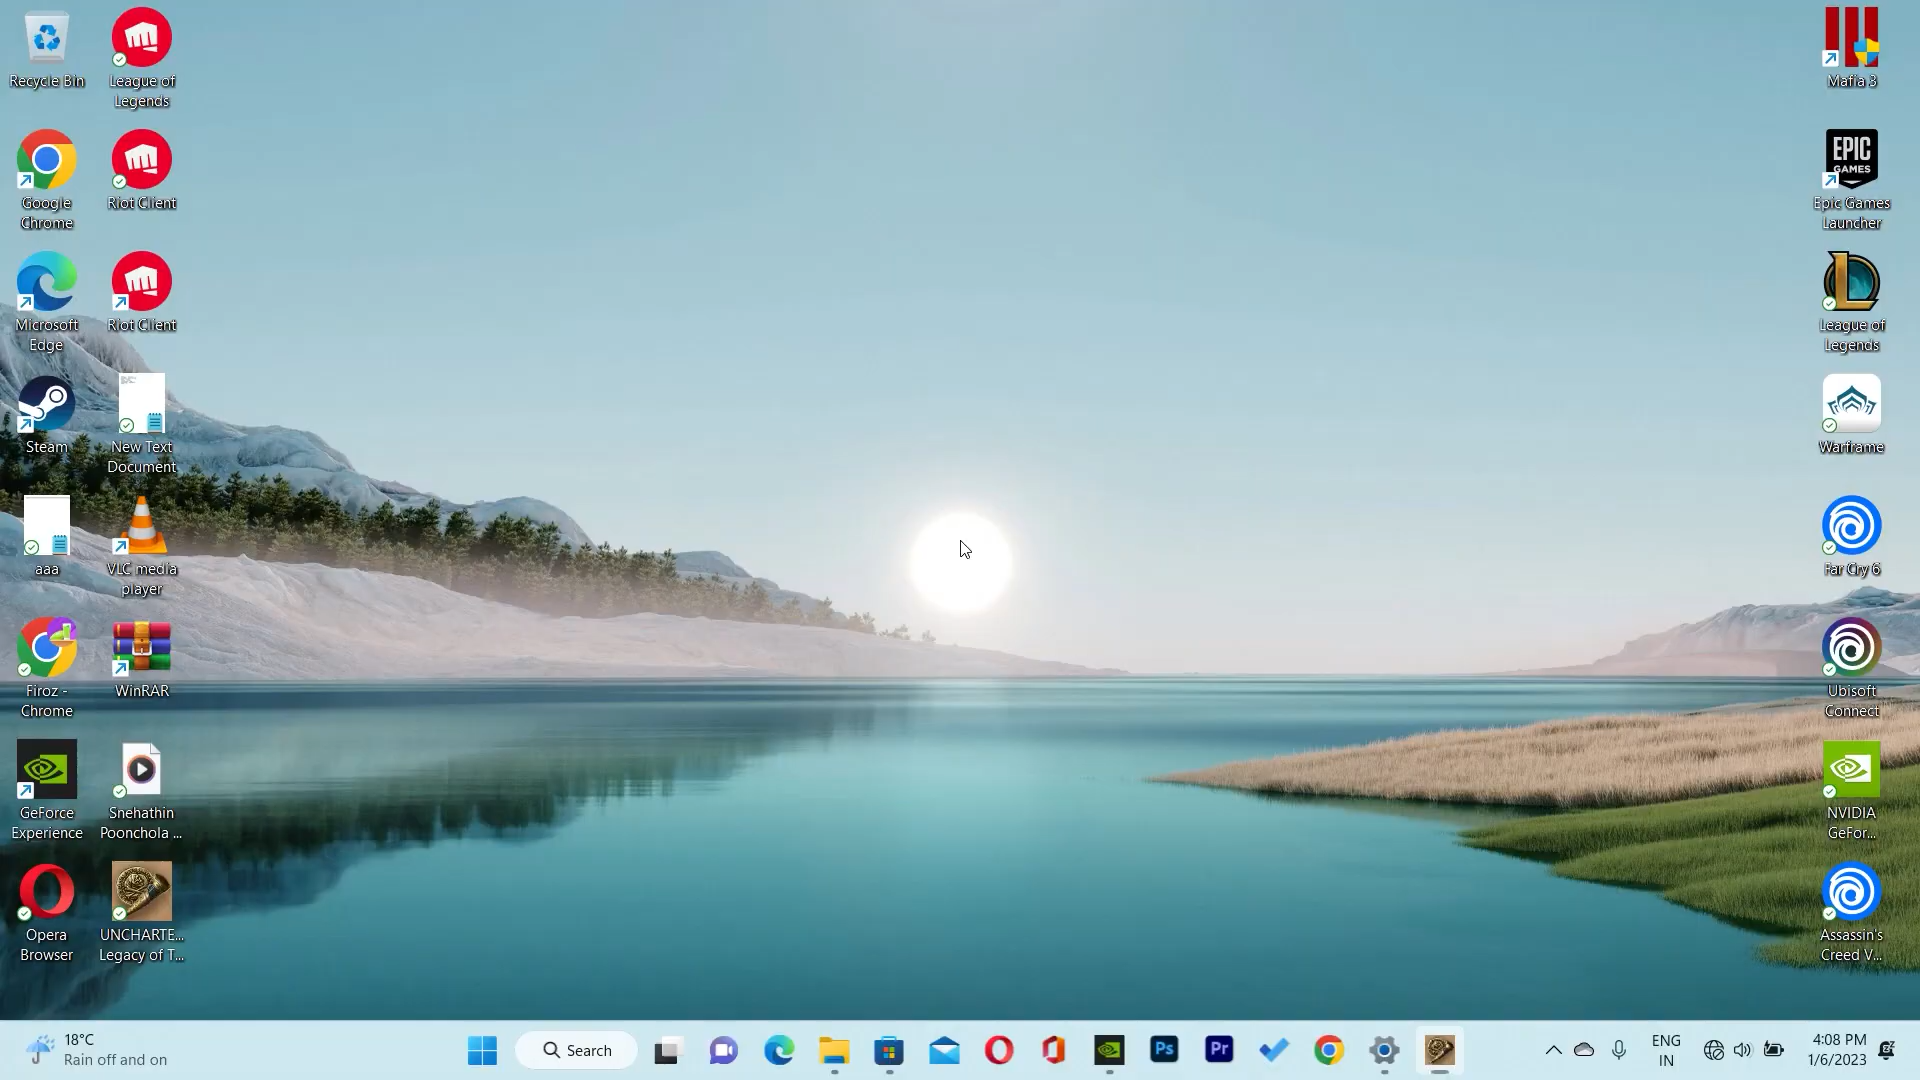 Recycle Bin
League of
Legends
Google
Chrome
Riot Client
Microsoft
Edge
Riot Client
Steam
New Text
Document
aaa
VLC media
player
Firoz -
Chrome
WinRAR
GeForce
Experience
Snehathin
Poonchola ...
Opera
Browser
UNCHARTE...
Legacy of T...
Mafia 3
EPIC
GAMES
Epic Games
Launcher
League of
Legends
Warframe
Far Cry 6
Ubisoft
Connect
NVIDIA
GeFor...
Assassin's
Creed V...
18°C
Rain off and on
Search
Ps
Pr
ENG
IN
4:08 PM
1/6/2023